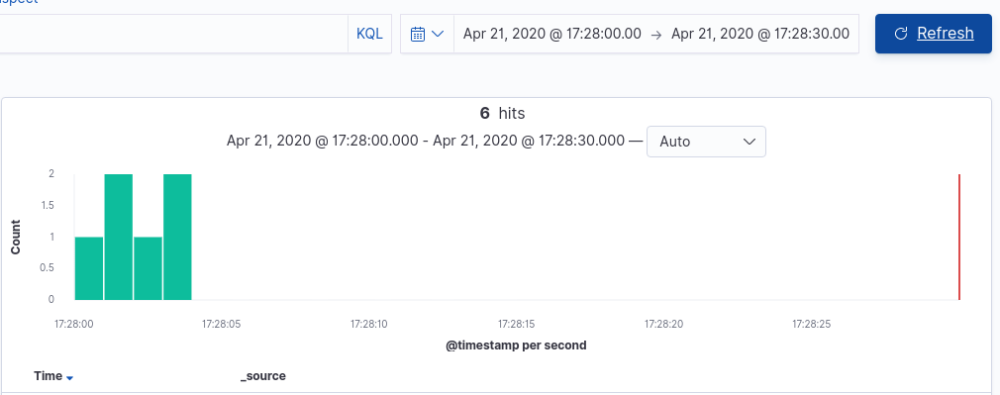 KQL
Apr 21, 2020 @ 17:28:00.00 → Apr 21, 2020 @ 17:28:30.00
Refresh
6 hits
Apr 21, 2020 @ 17:28:00.000 - Apr 21, 2020 @ 17:28:30.000 — Auto
2
1.5
1
0.5
0
Count
17:28:00 17:28:05 17:28:10 17:28:15 17:28:20 17:28:25
@timestamp per second
Time _source